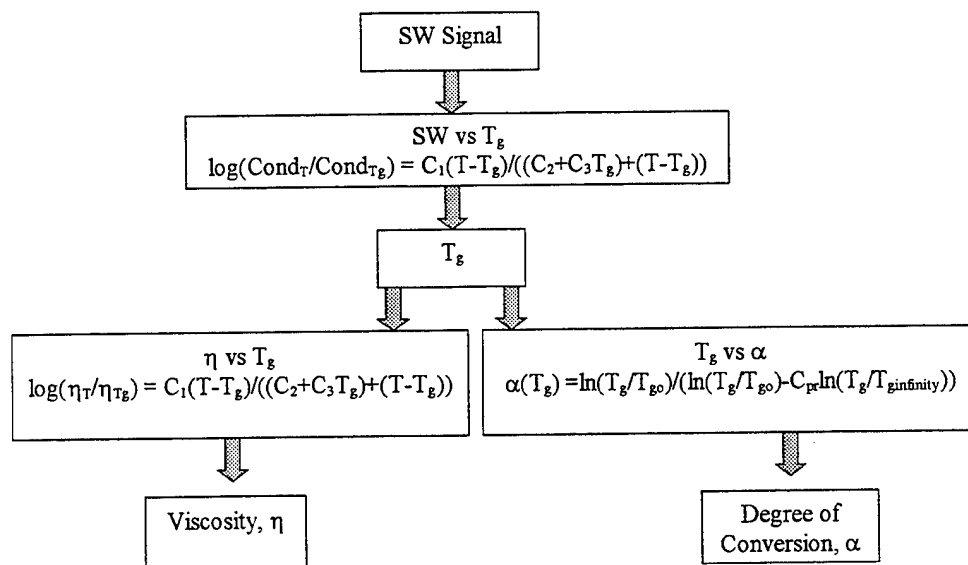 SW Signal
SW vs Tg
log(CondT/CondTg) = C1(T-Tg)/((C2+C3Tg)+(T-Tg))
Tg
η vs Tg
log(ηT/ηTg) = C1(T-Tg)/((C2+C3Tg)+(T-Tg))
Tg vs α
α(Tg) =ln(Tg/Tgo)/(ln(Tg/Tgo)-Cprln(Tg/Tginfinity))
Viscosity, η
Degree of
Conversion, α